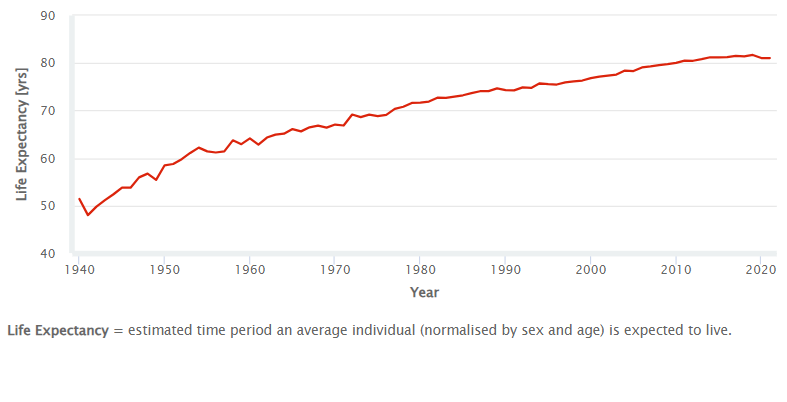 90
80
70
60
50
40
Life Expectancy [yrs]
1940 1950 1960 1970 1980 1990 2000 2010 2020
Year
Life Expectancy = estimated time period an average individual (normalised by sex and age) is expected to live.